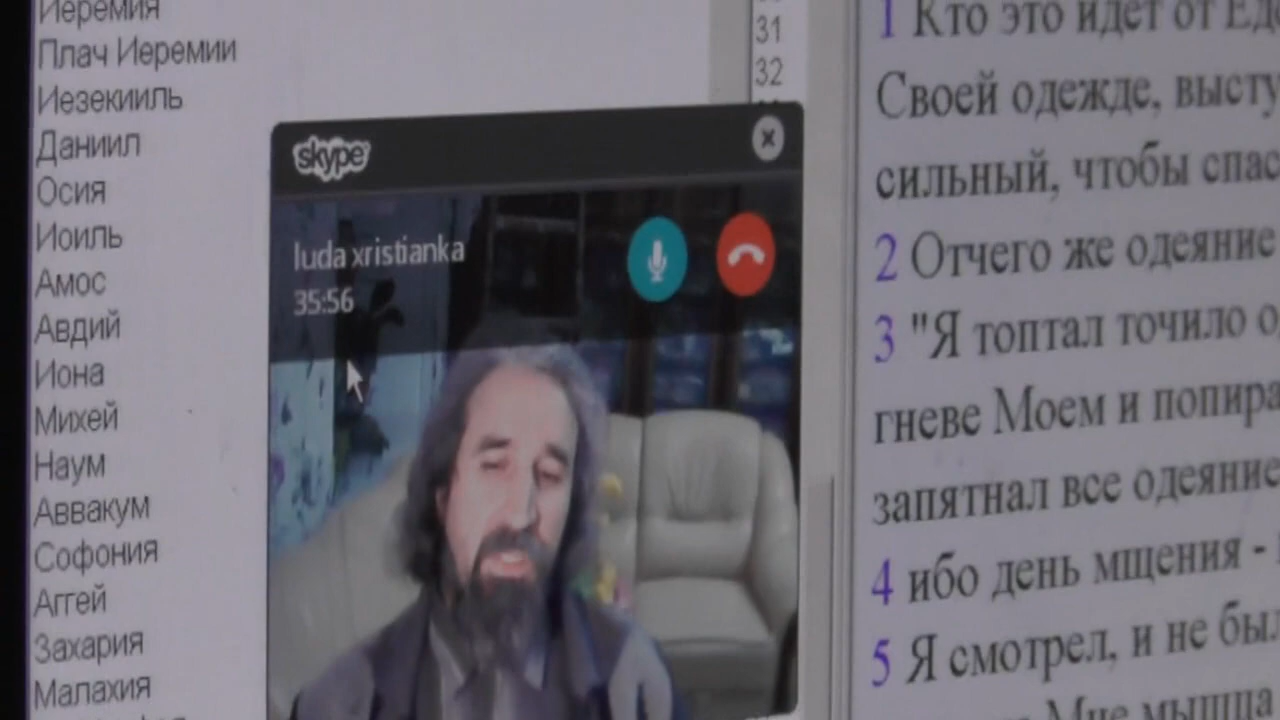 Иеремия
Плач Иеремии
Иезекииль
Даниил
Осия
Иоиль
Амос
Авдий
Иона
Михей
Наум
Аввакум
Софония
Аггей
Захария
Малахия
31
32
skype
luda xristianka
35:56
1 Кто это идет от Ед
Своей одежде, высту
сильный, чтобы спас
2 Отчего же одеяние
3 "Я топтал точило о
гневе Моем и попира
запятнал все одеяние
4 ибо день мщения -
5 Я смотрел, и не был
Мне мышца